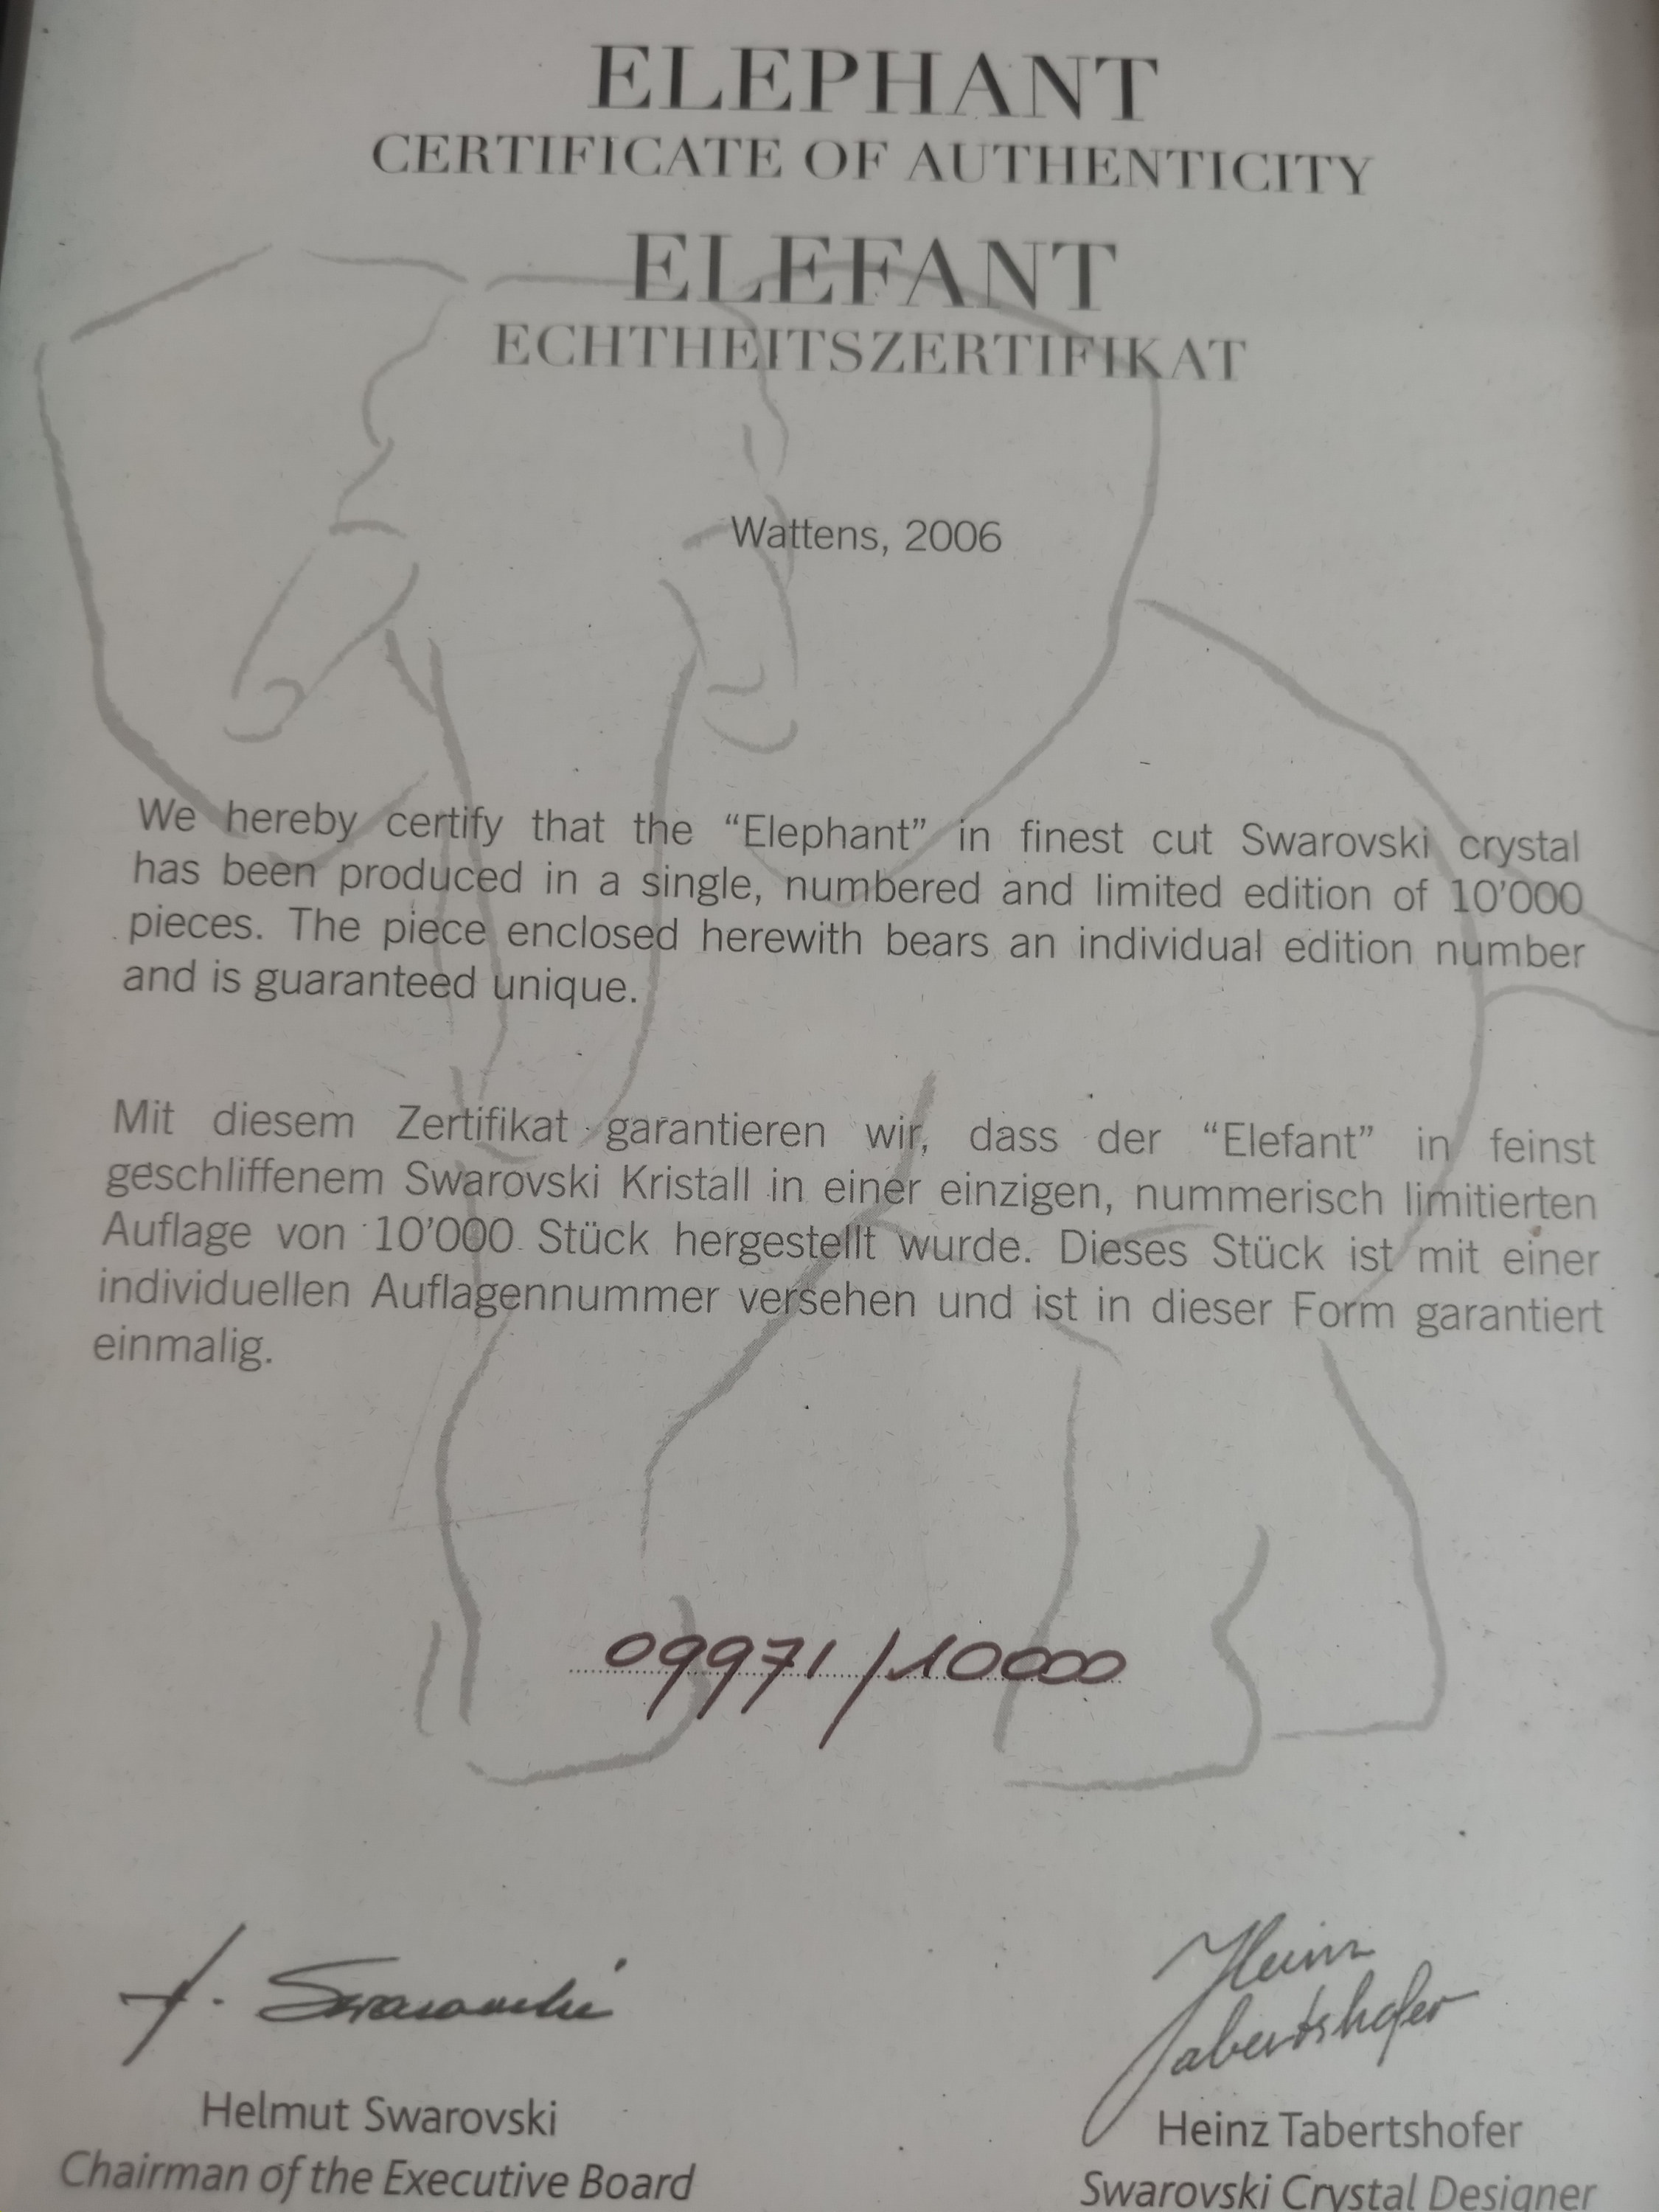 ELEPHANT
CERTIFICATE OF AUTHENTICITY
ELEFANT
ECHTHEITSZERTIFIKAT
Wattens, 2006
We hereby certify that the “Elephant” in finest cut Swarovski crystal
has been produced in a single, numbered and limited edition of 10’000
pieces. The piece enclosed herewith bears an individual edition number
and is guaranteed unique.
Mit diesem Zertifikat garantieren wir, dass der “Elefant” in feinst
geschliffenem Swarovski Kristall in einer einzigen, nummerisch limitierten
Auflage von 10’000 Stück hergestellt wurde. Dieses Stück ist mit einer
individuellen Auflagennummer versehen und ist in dieser Form garantiert
einmalig.
09971/10000
H. Swarovski
Heinz
Tabertshofer
Helmut Swarovski
Chairman of the Executive Board
Heinz Tabertshofer
Swarovski Crystal Designer